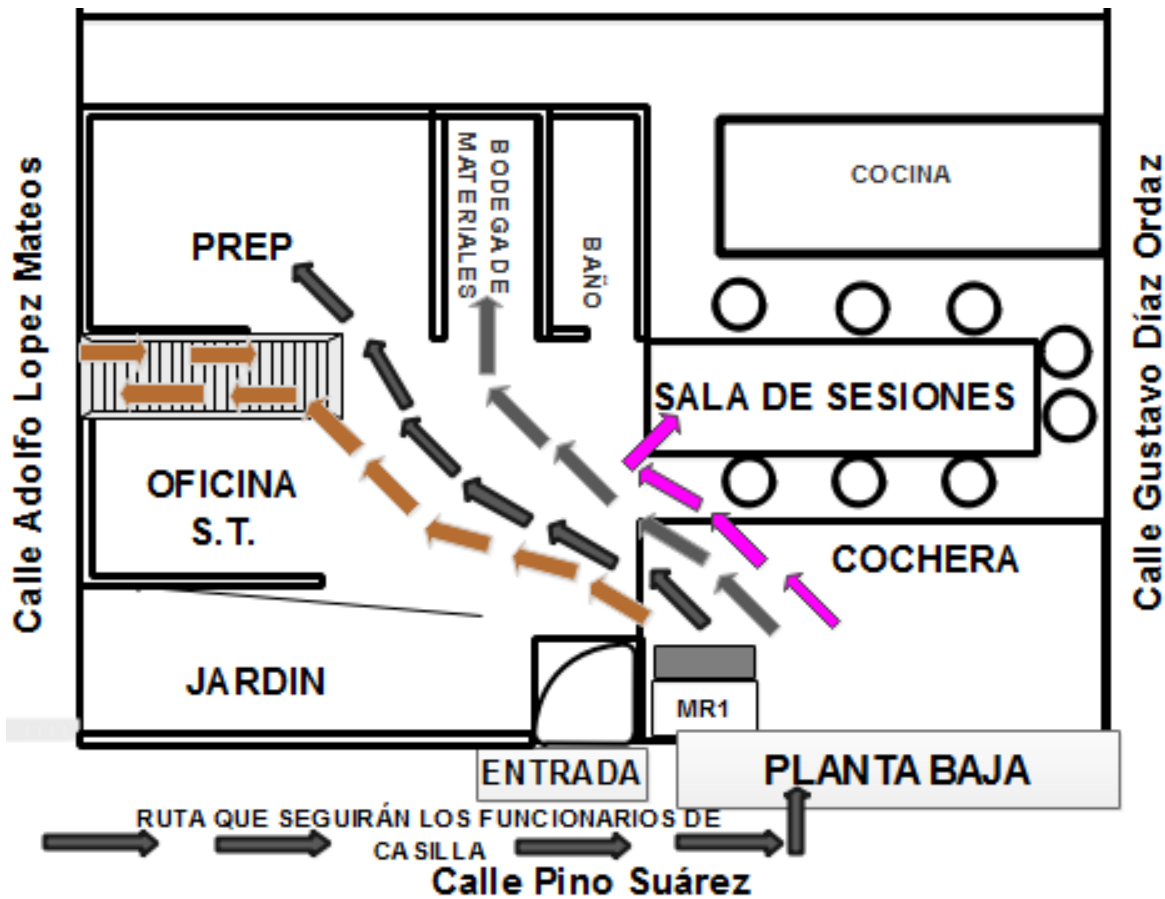 Calle Adolfo Lopez Mateos
BODEGA DE
MATERIALES
BAÑO
COCINA
Calle Gustavo Díaz Ordaz
PREP
SALA DE SESIONES
OFICINA
S.T.
COCHERA
JARDIN
MR1
ENTRADA
PLANTA BAJA
RUTA QUE SEGUIRÁN LOS FUNCIONARIOS DE
CASILLA
Calle Pino Suárez